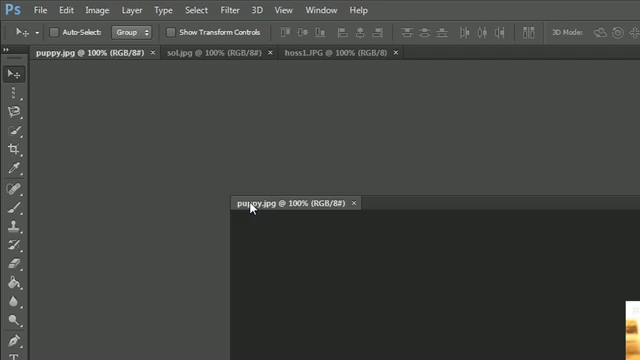 Ps File Edit Image Layer Type Select Filter 3D View Window Help
Auto-Select: Group Show Transform Controls 3D Mode:
puppy.jpg @ 100% (RGB/8#) × sol.jpg @ 100% (RGB/8#) × hoss1.JPG @ 100% (RGB/8) ×
puppy.jpg @ 100% (RGB/8#) ×
T